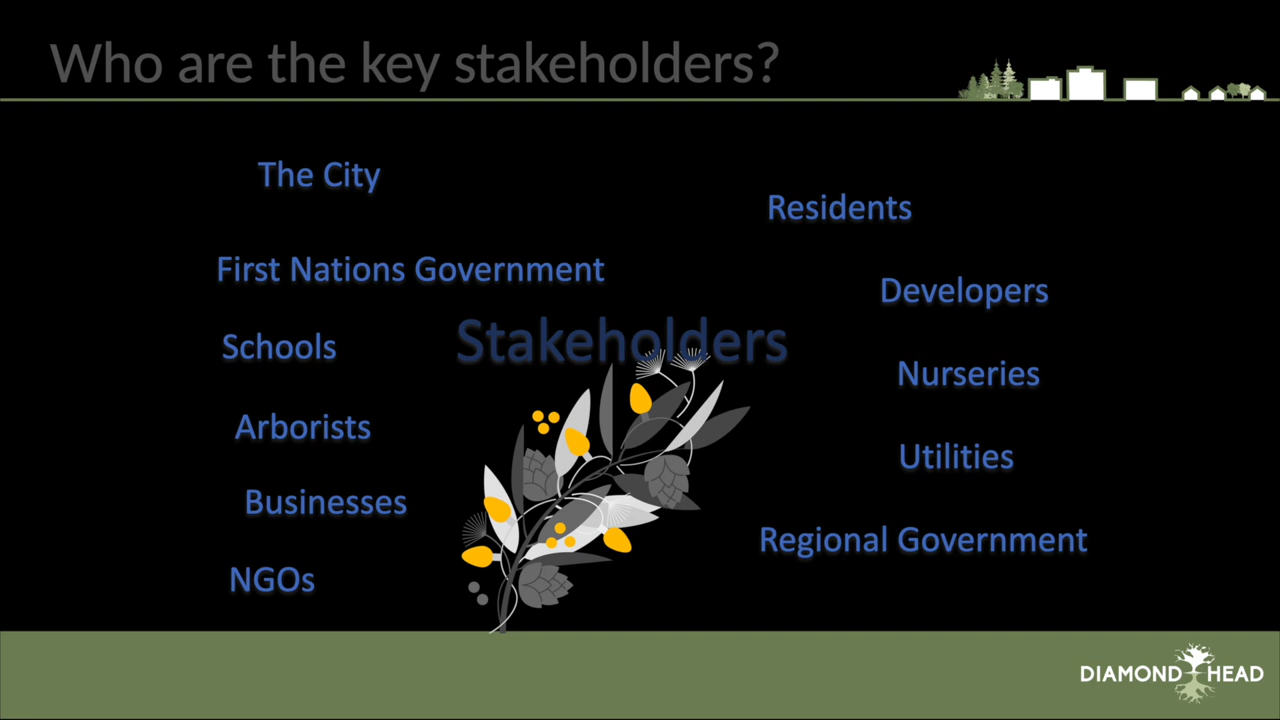 Who are the key stakeholders?
The City
First Nations Government
Schools
Arborists
Businesses
NGOs
Stakeholders
Residents
Developers
Nurseries
Utilities
Regional Government
DIAMOND HEAD